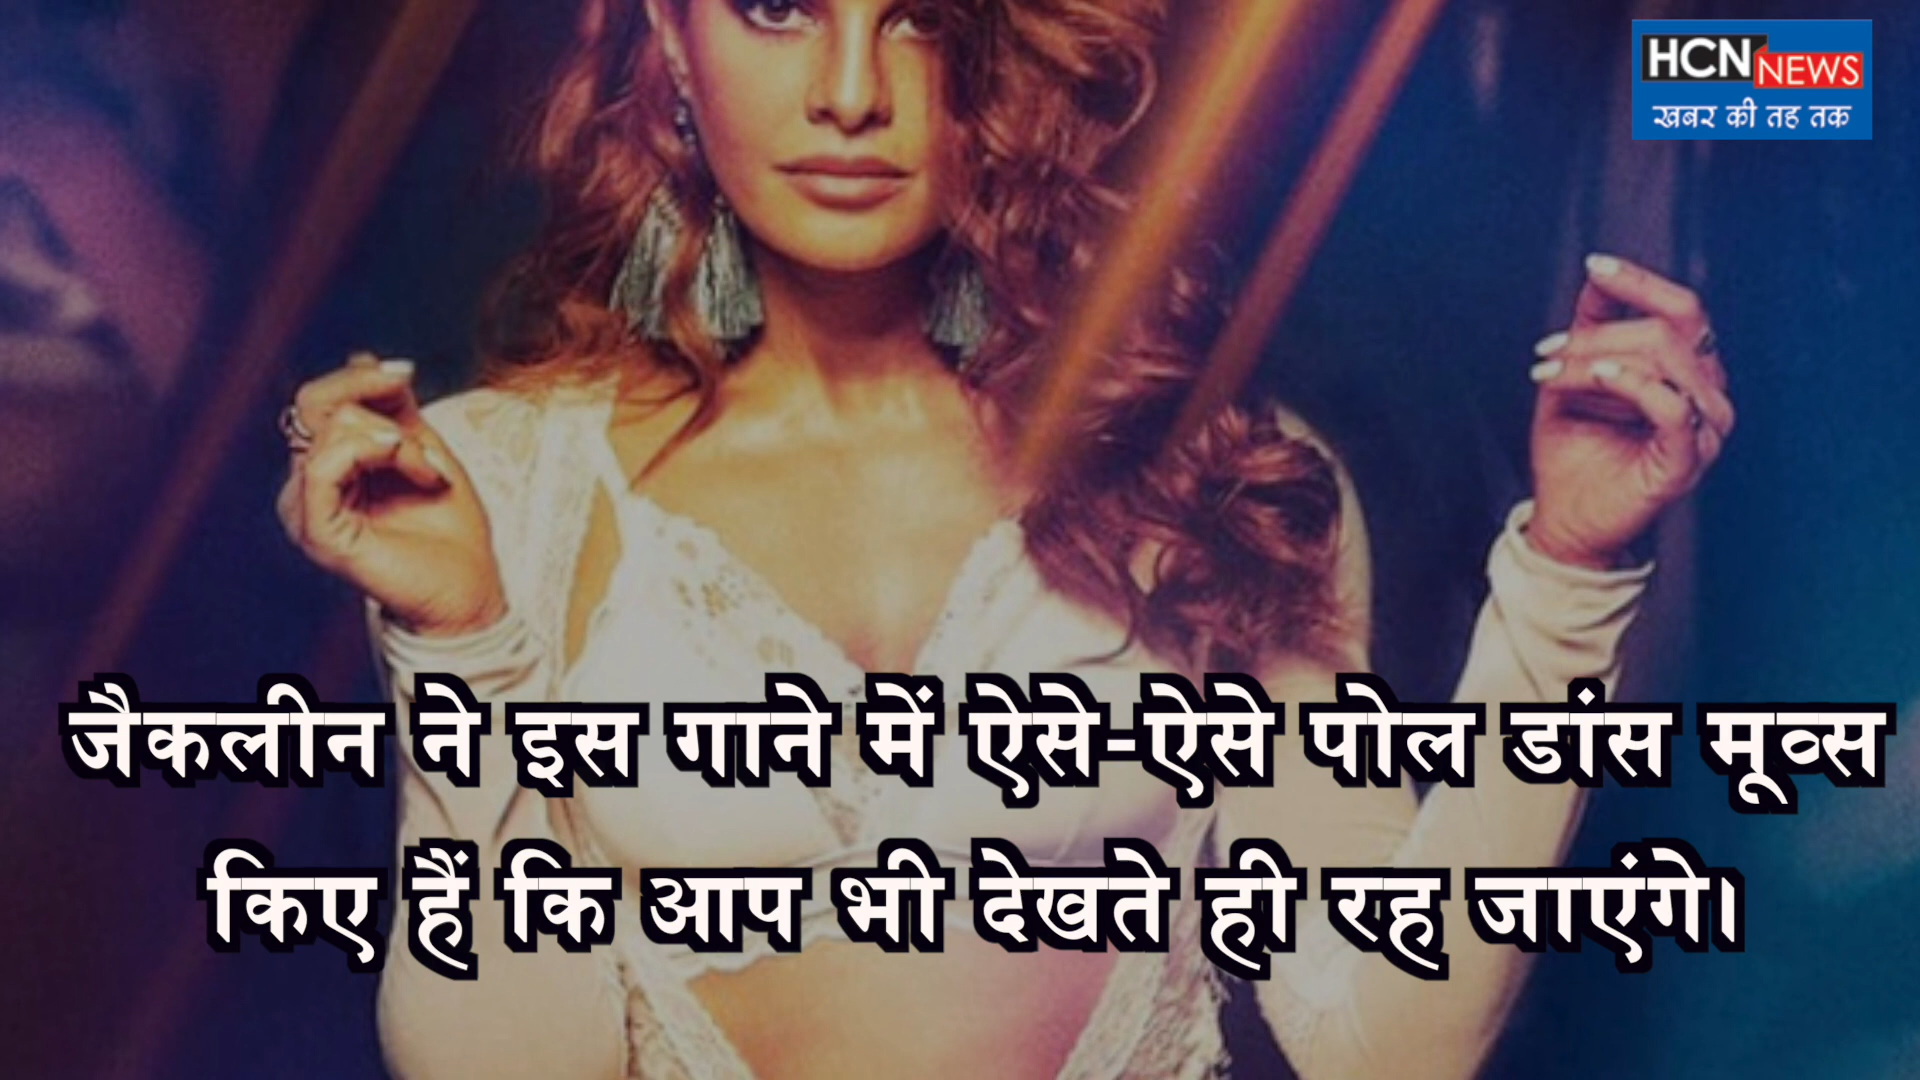 HCN NEWS
खबर की तह तक
जैकलीन ने इस गाने में ऐसे-ऐसे पोल डांस मूव्स
किए हैं कि आप भी देखते ही रह जाएंगे।